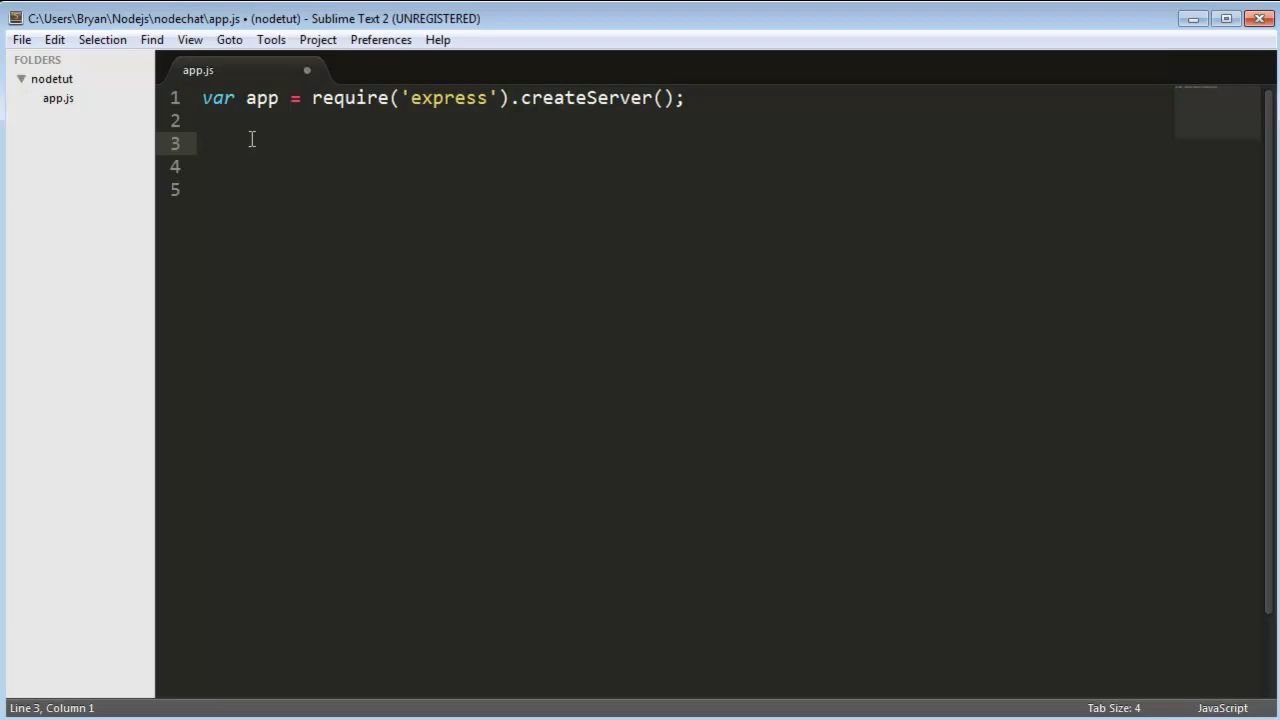 C:\Users\Bryan\Nodejs\nodechat\app.js • (nodetut) - Sublime Text 2 (UNREGISTERED)
File Edit Selection Find View Goto Tools Project Preferences Help
FOLDERS
nodetut
app.js
app.js
1 var app = require('express').createServer();
2
3
4
5
Line 3, Column 1
Tab Size: 4
JavaScript